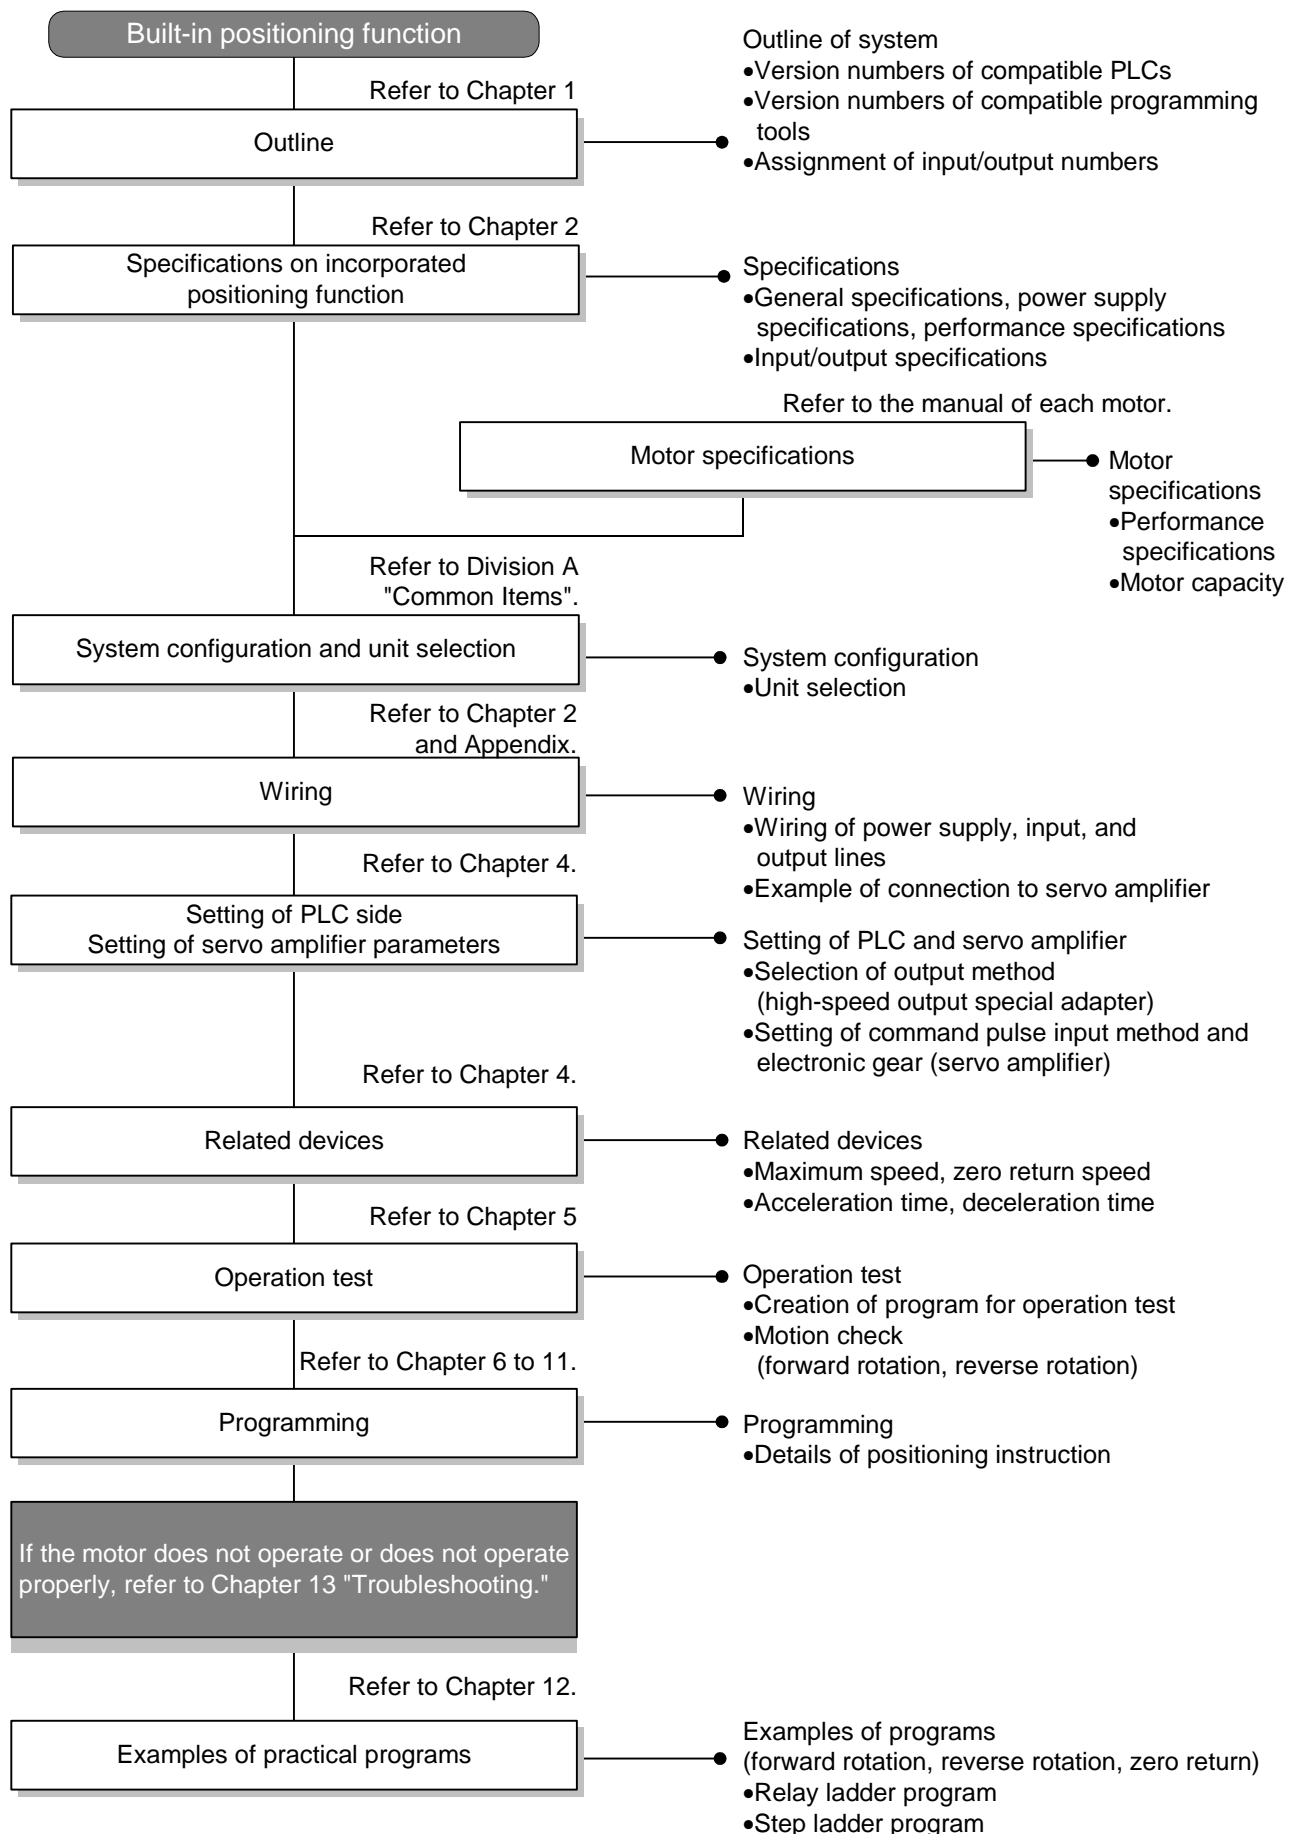 Built-in positioning function
Refer to Chapter 1
Outline
Outline of system
•Version numbers of compatible PLCs
•Version numbers of compatible programming
tools
•Assignment of input/output numbers
Refer to Chapter 2
Specifications on incorporated
positioning function
Specifications
•General specifications, power supply
specifications, performance specifications
•Input/output specifications
Refer to the manual of each motor.
Motor specifications
Motor
specifications
•Performance
specifications
•Motor capacity
Refer to Division A
"Common Items".
System configuration and unit selection
System configuration
•Unit selection
Refer to Chapter 2
and Appendix.
Wiring
Wiring
•Wiring of power supply, input, and
output lines
•Example of connection to servo amplifier
Refer to Chapter 4.
Setting of PLC side
Setting of servo amplifier parameters
Setting of PLC and servo amplifier
•Selection of output method
(high-speed output special adapter)
•Setting of command pulse input method and
electronic gear (servo amplifier)
Refer to Chapter 4.
Related devices
Related devices
•Maximum speed, zero return speed
•Acceleration time, deceleration time
Refer to Chapter 5
Operation test
Operation test
•Creation of program for operation test
•Motion check
(forward rotation, reverse rotation)
Refer to Chapter 6 to 11.
Programming
Programming
•Details of positioning instruction
If the motor does not operate or does not operate
properly, refer to Chapter 13 "Troubleshooting."
Refer to Chapter 12.
Examples of practical programs
Examples of programs
(forward rotation, reverse rotation, zero return)
•Relay ladder program
•Step ladder program